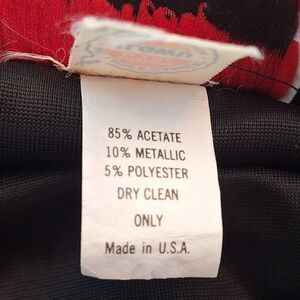 85% ACETATE
10% METALLIC
5% POLYESTER
DRY CLEAN
ONLY
Made in U.S.A.